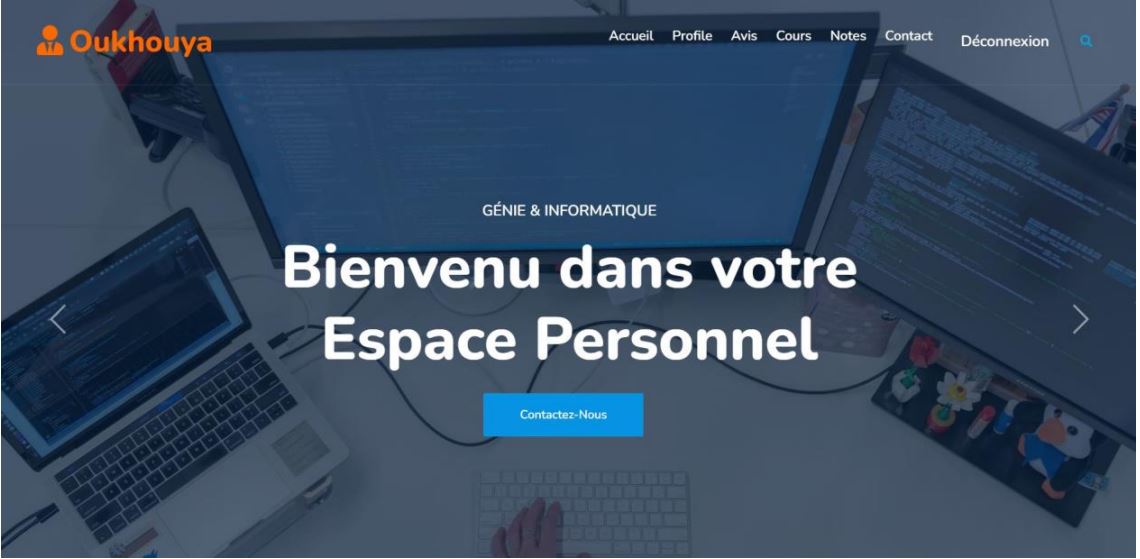 Oukhouya
Accueil Profile Avis Cours Notes Contact Déconnexion
GÉNIE & INFORMATIQUE
Bienvenu dans votre
Espace Personnel
Contactez-Nous